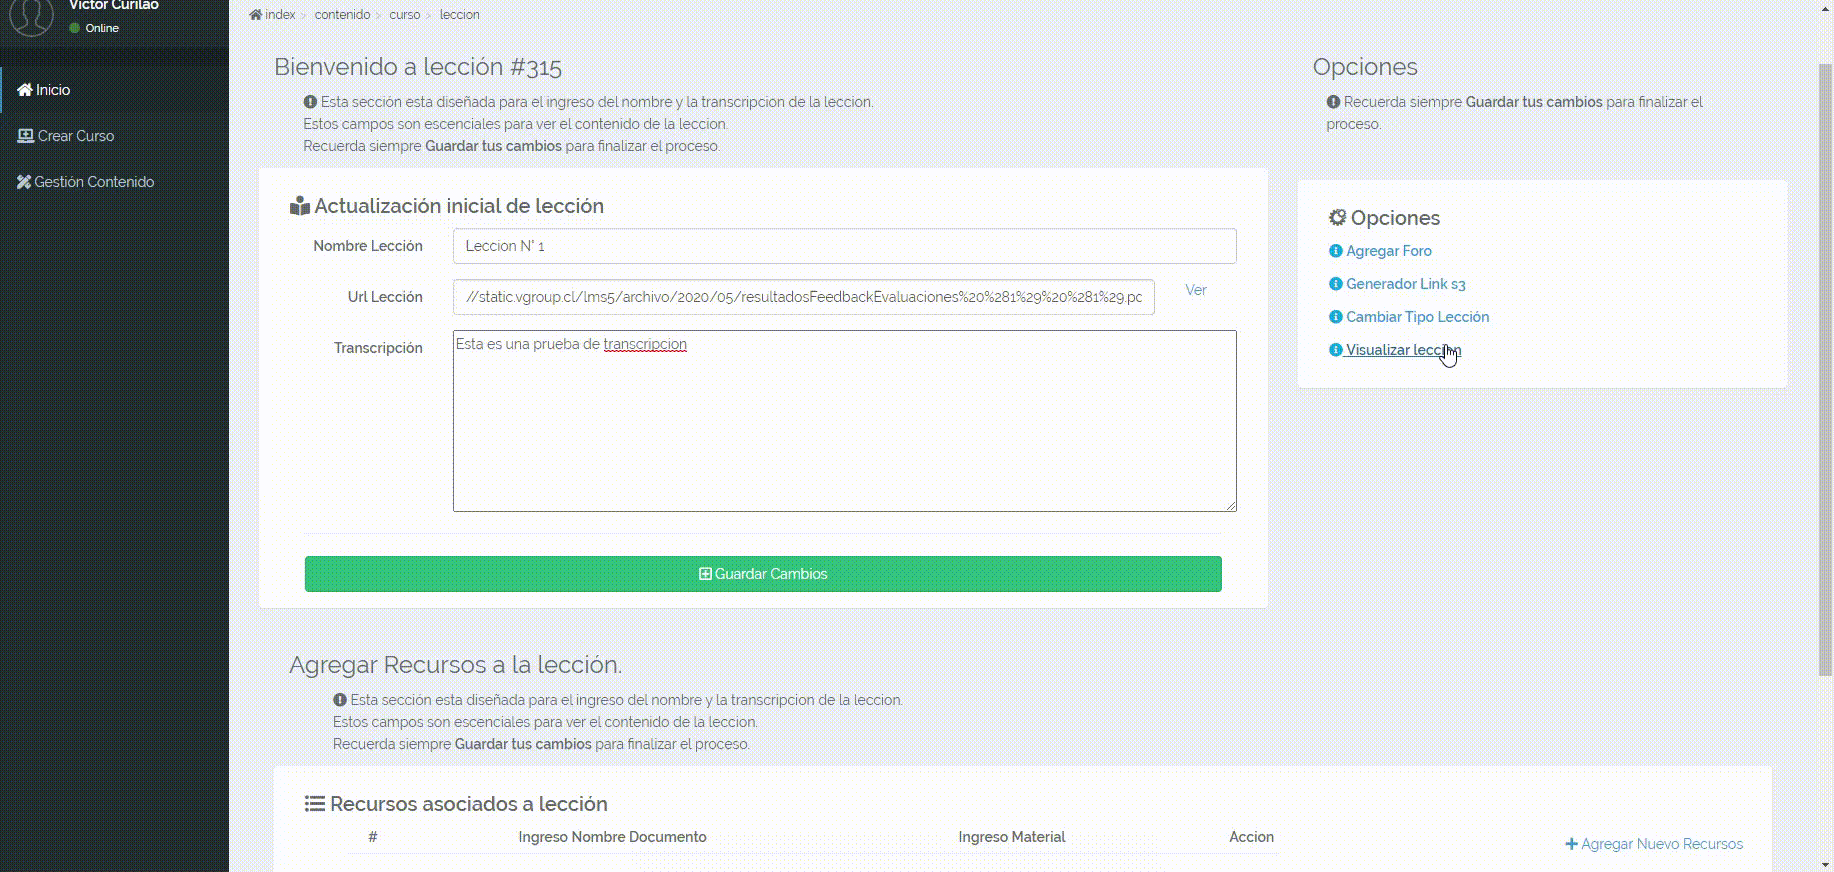 Victor Curilao
Online
Inicio
Crear Curso
Gestión Contenido
index > contenido > curso > leccion
Bienvenido a lección #315
Esta sección esta diseñada para el ingreso del nombre y la transcripcion de la leccion.
Estos campos son escenciales para ver el contenido de la leccion.
Recuerda siempre Guardar tus cambios para finalizar el proceso.
Actualización inicial de lección
Nombre Lección
Leccion N° 1
Url Lección
//static.vgroup.cl/lms5/archivo/2020/05/resultadosFeedbackEvaluaciones%20%281%29%20%281%29.pc
Ver
Transcripción
Esta es una prueba de transcripcion
Guardar Cambios
Opciones
Recuerda siempre Guardar tus cambios para finalizar el
proceso.
Opciones
Agregar Foro
Generador Link s3
Cambiar Tipo Lección
Visualizar leccion
Agregar Recursos a la lección.
Esta sección esta diseñada para el ingreso del nombre y la transcripcion de la leccion.
Estos campos son escenciales para ver el contenido de la leccion.
Recuerda siempre Guardar tus cambios para finalizar el proceso.
Recursos asociados a lección
# Ingreso Nombre Documento Ingreso Material Accion
Agregar Nuevo Recursos